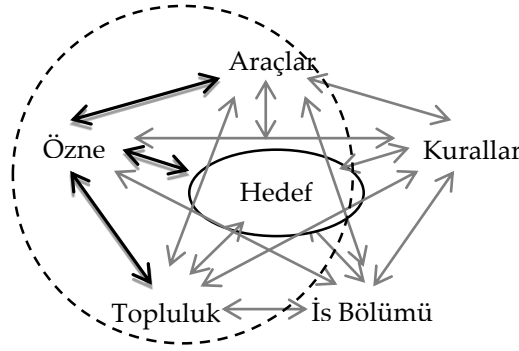 Araçlar
Özne
Kurallar
Hedef
Topluluk
İs Bölümü